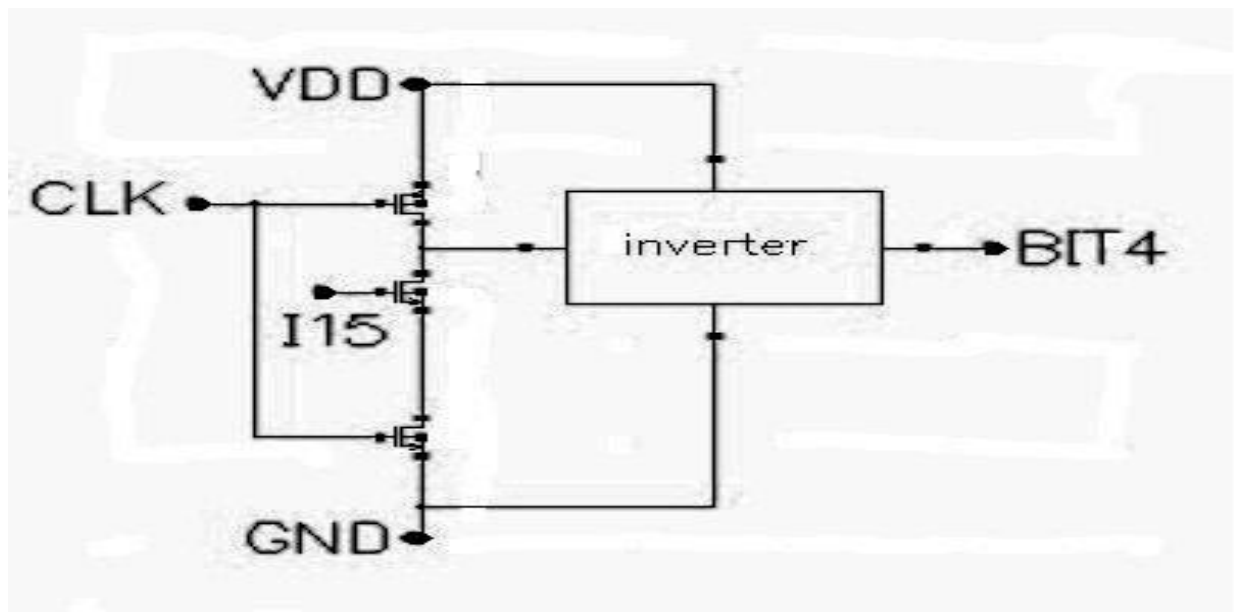 VDD
CLK
inverter
BIT4
I15
GND